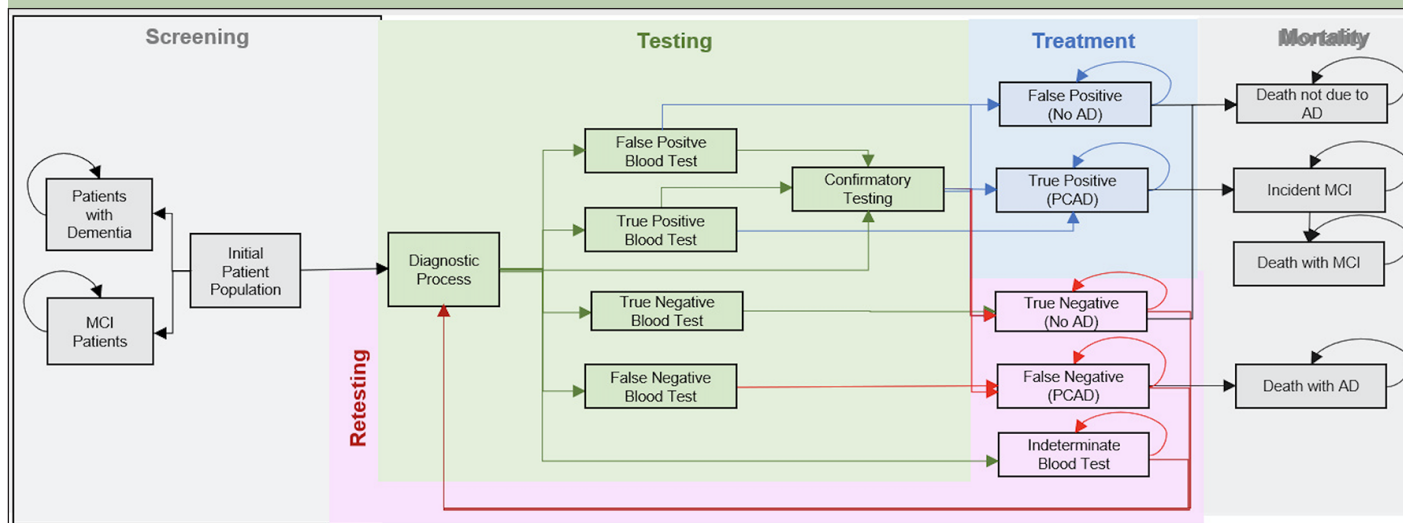 Screening
Testing
Treatment
Mortality
Patients
with
Dementia
MCI
Patients
Initial
Patient
Population
Retesting
Diagnostic
Process
False Positve
Blood Test
True Positive
Blood Test
True Negative
Blood Test
False Negative
Blood Test
Confirmatory
Testing
False Positive
(No AD)
True Positive
(PCAD)
True Negative
(No AD)
False Negative
(PCAD)
Indeterminate
Blood Test
Death not due to
AD
Incident MCI
Death with MCI
Death with AD